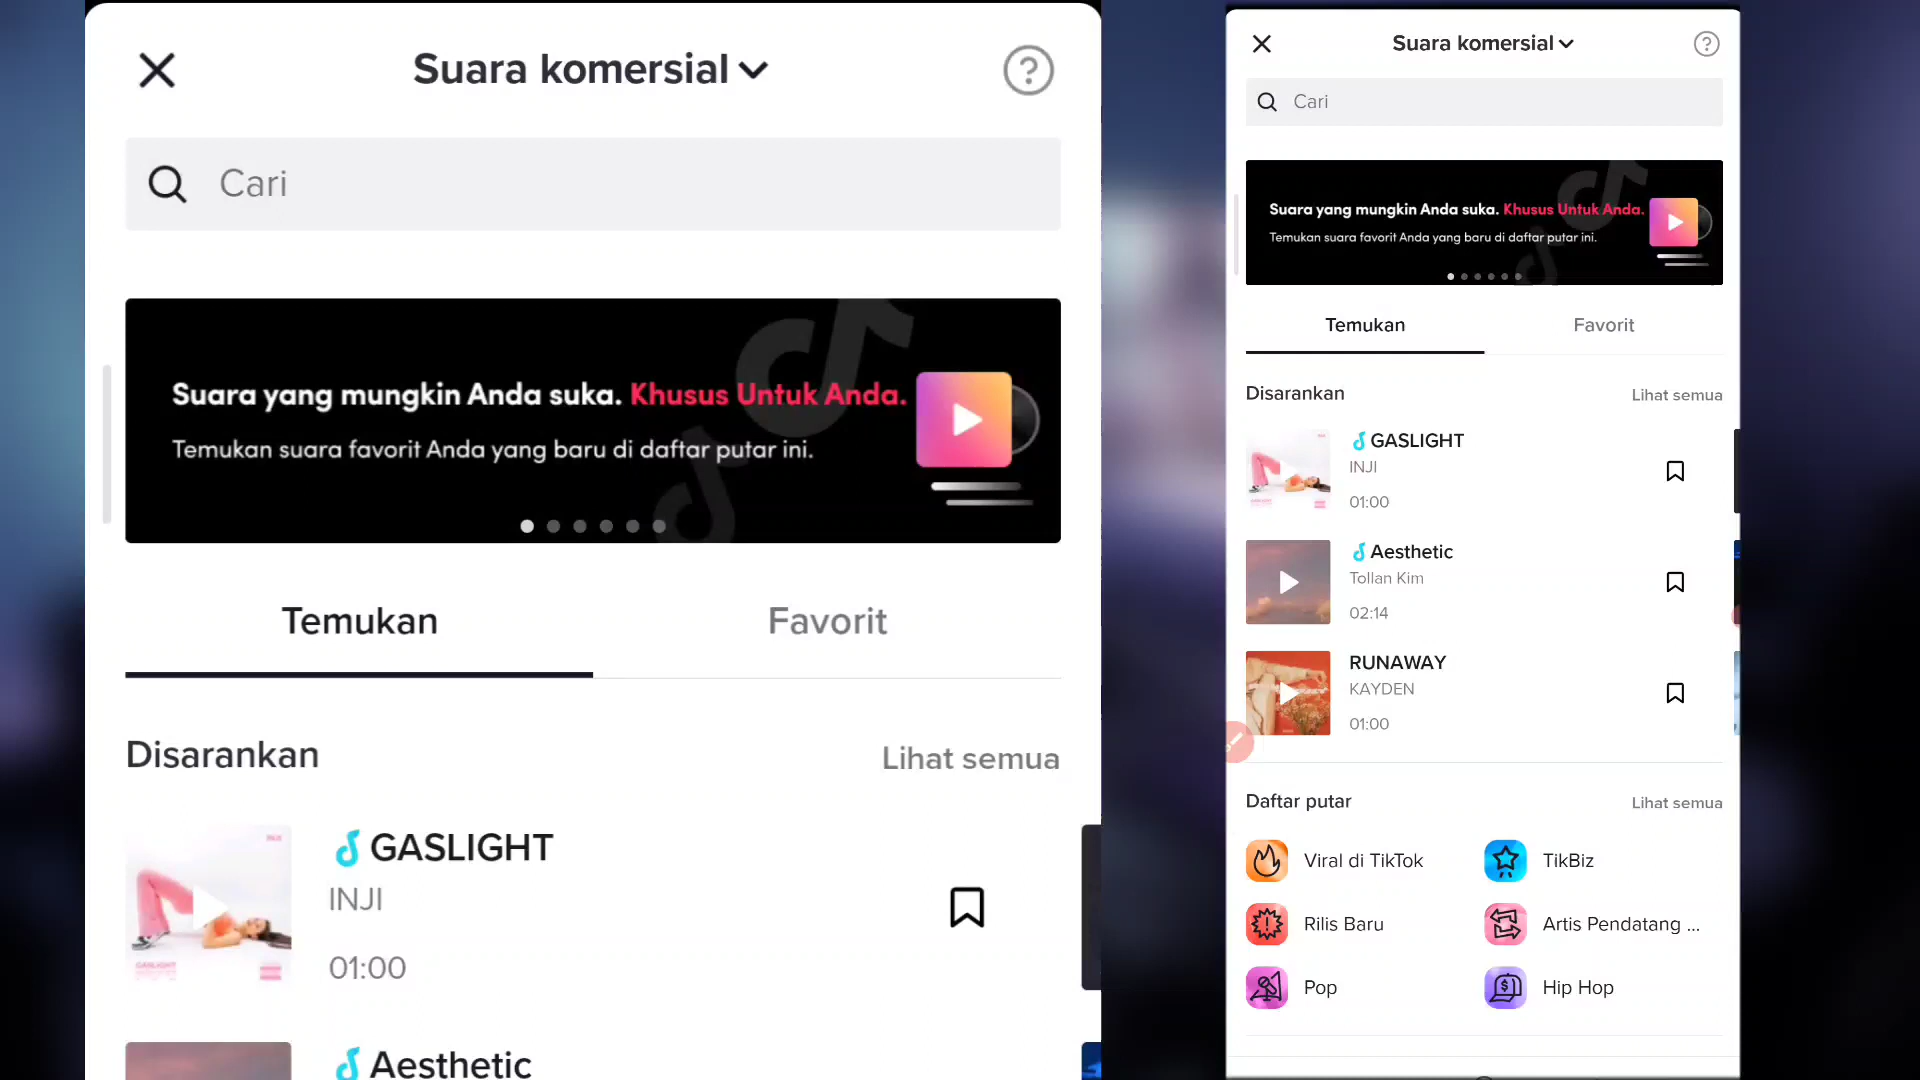 Suara komersial
Cari
Suara yang mungkin Anda suka. Khusus Untuk Anda.
Temukan suara favorit Anda yang baru di daftar putar ini.
Temukan
Favorit
Disarankan
Lihat semua
GASLIGHT
INJI
01:00
Aesthetic
Suara komersial
Cari
Suara yang mungkin Anda suka. Khusus Untuk Anda.
Temukan suara favorit Anda yang baru di daftar putar ini.
Temukan
Favorit
Disarankan
Lihat semua
GASLIGHT
INJI
01:00
Aesthetic
Tollan Kim
02:14
RUNAWAY
KAYDEN
01:00
Daftar putar
Lihat semua
Viral di TikTok
TikBiz
Rilis Baru
Artis Pendatang ...
Pop
Hip Hop